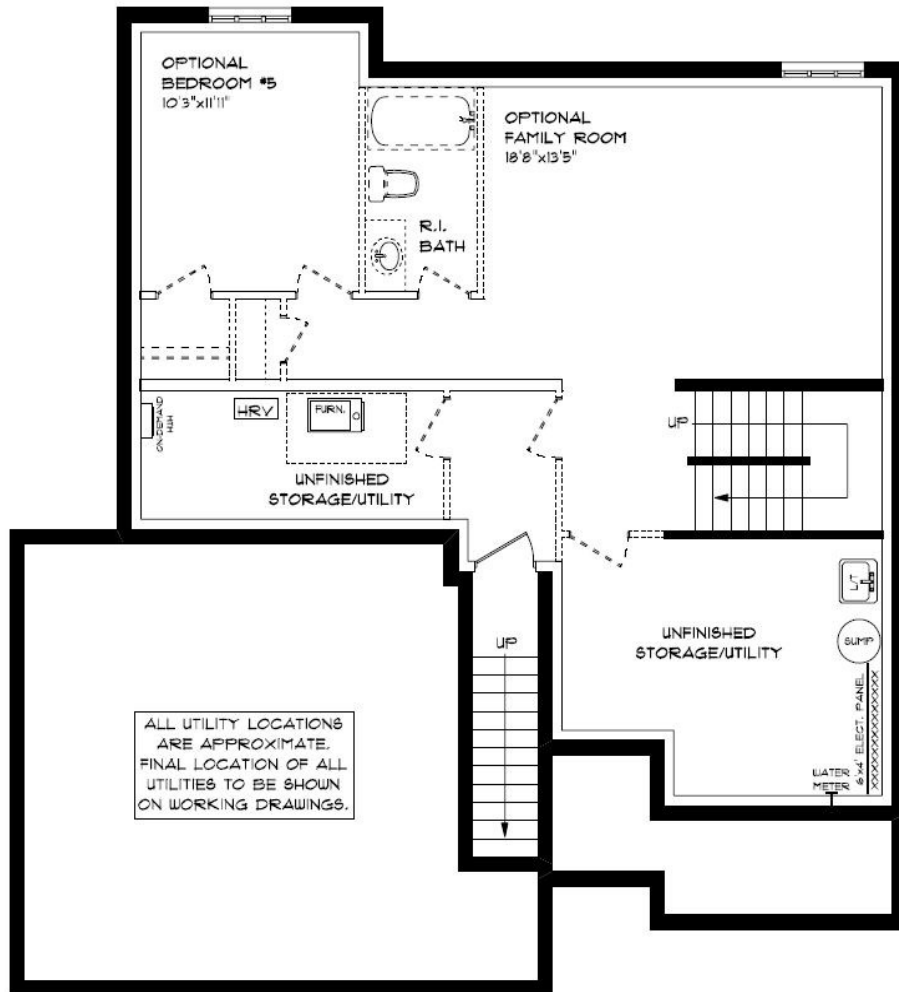 OPTIONAL
BEDROOM #5
10'3"x11'11"
OPTIONAL
FAMILY ROOM
18'8"x13'5"
R.I.
BATH
ON-DEMAND
HWH
HRV
FURN.
UP
UNFINISHED
STORAGE/UTILITY
L/T
UP
UNFINISHED
STORAGE/UTILITY
SUMP
ALL UTILITY LOCATIONS
ARE APPROXIMATE.
FINAL LOCATION OF ALL
UTILITIES TO BE SHOWN
ON WORKING DRAWINGS.
6'x4' ELECT. PANEL
WATER
METER